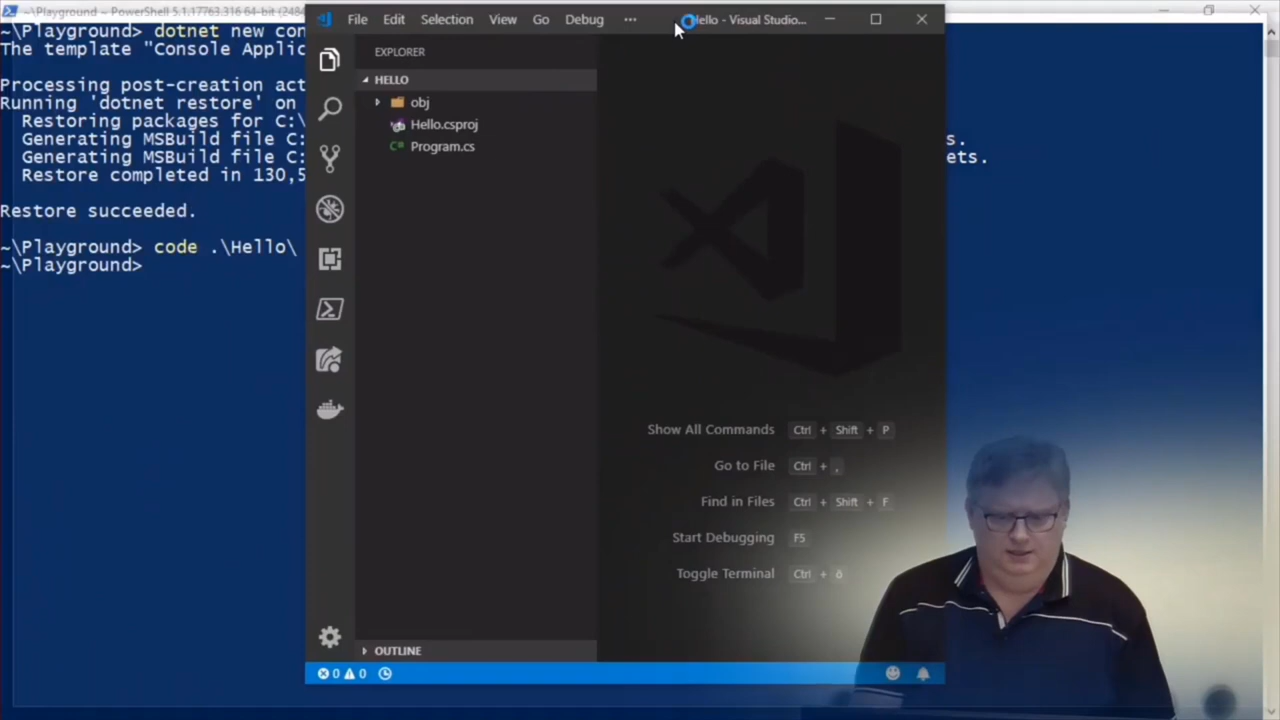 ~\Playground ~ PowerShell 5.1.17763.316 64-bit (2484
~\Playground> dotnet new con
The template "Console Applic
Processing post-creation act
Running 'dotnet restore' on
Restoring packages for C:\
Generating MSBuild file C:
s.
Generating MSBuild file C:
ets.
Restore completed in 130,5
Restore succeeded.
~\Playground> code .\Hello\
~\Playground>
File Edit Selection View Go Debug ···
Hello - Visual Studio...
EXPLORER
HELLO
obj
Hello.csproj
Program.cs
OUTLINE
Show All Commands Ctrl + Shift + P
Go to File Ctrl + ,
Find in Files Ctrl + Shift + F
Start Debugging F5
Toggle Terminal Ctrl + ö
0 0